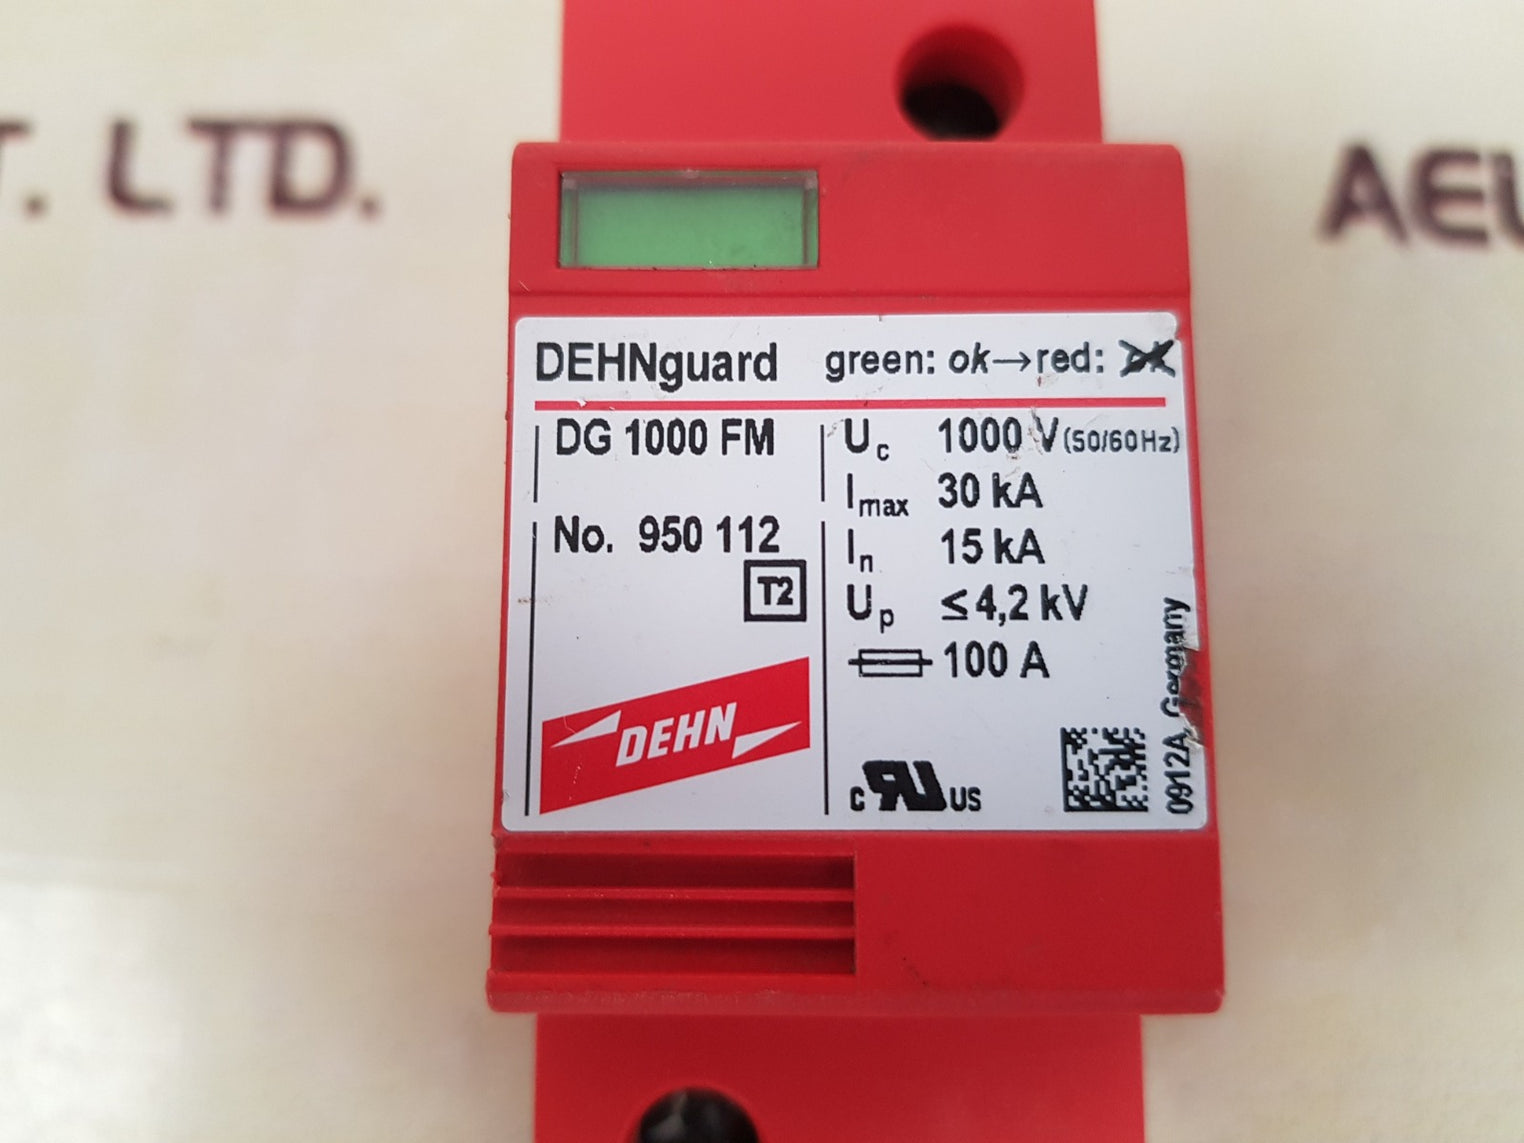 T. LTD.
DEHNguard green: ok→red:
DG 1000 FM
No. 950 112
T2
DEHN
Uc 1000 V (50/60Hz)
Imax 30 kA
In 15 kA
Up ≤ 4,2 kV
100 A
c RU US
0912A Germany